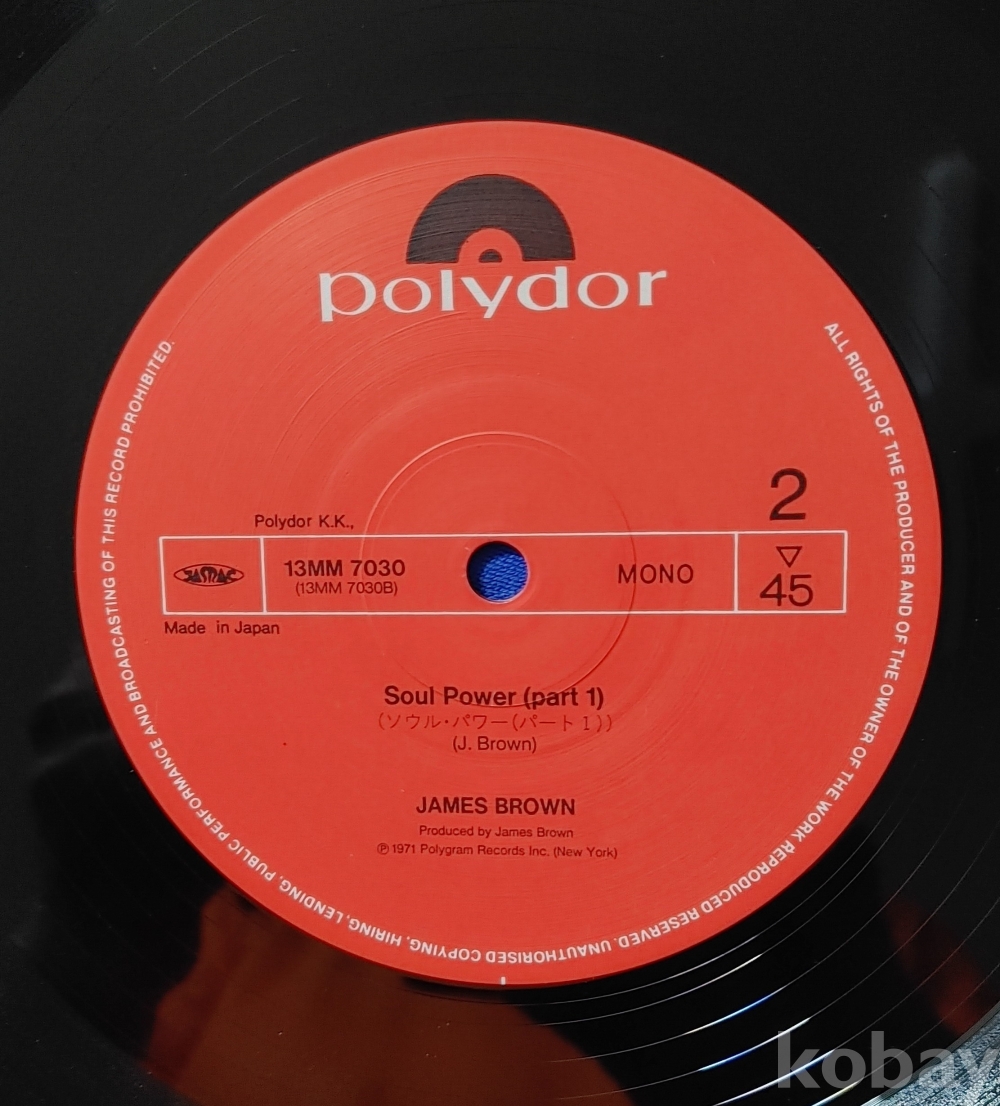 polydor
ALL RIGHTS OF THE PRODUCER AND OF THE OWNER OF THE WORK REPRODUCED RESERVED. UNAUTHORISED COPYING, HIRING, LENDING, PUBLIC PERFORMANCE AND BROADCASTING OF THIS RECORD PROHIBITED.
2
Polydor K.K.,
JASRAC
13MM 7030
(13MM 7030B)
MONO
▽
45
Made in Japan
Soul Power (part 1)
(ソウル・パワー(パートⅠ))
(J. Brown)
JAMES BROWN
Produced by James Brown
Ⓟ 1971 Polygram Records Inc. (New York)
kobay